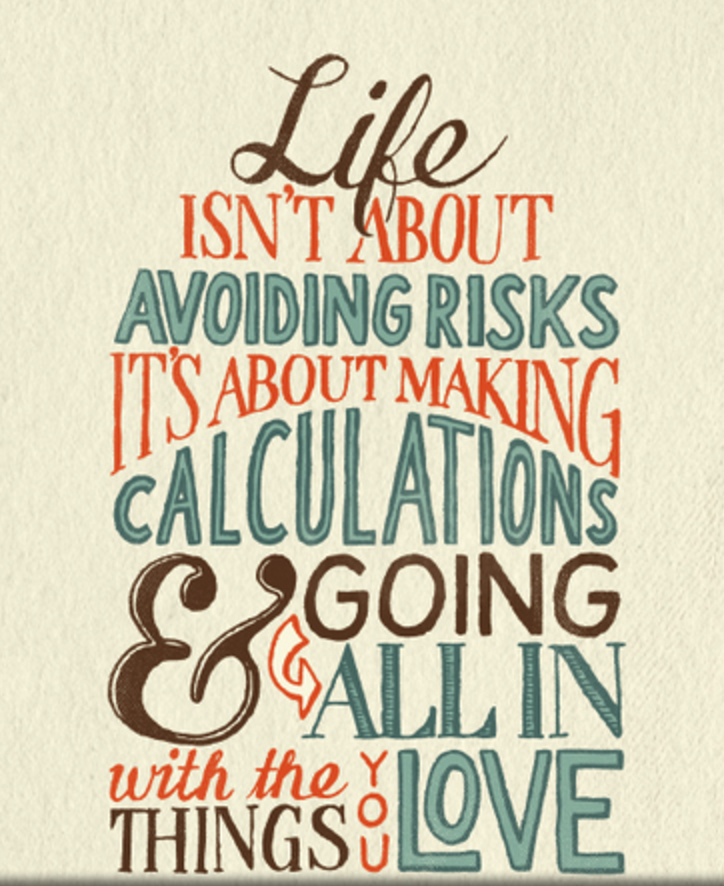 Life
ISN'T ABOUT
AVOIDING RISKS
IT'S ABOUT MAKING
CALCULATIONS
& GOING
ALL IN
with the
THINGS YOU LOVE